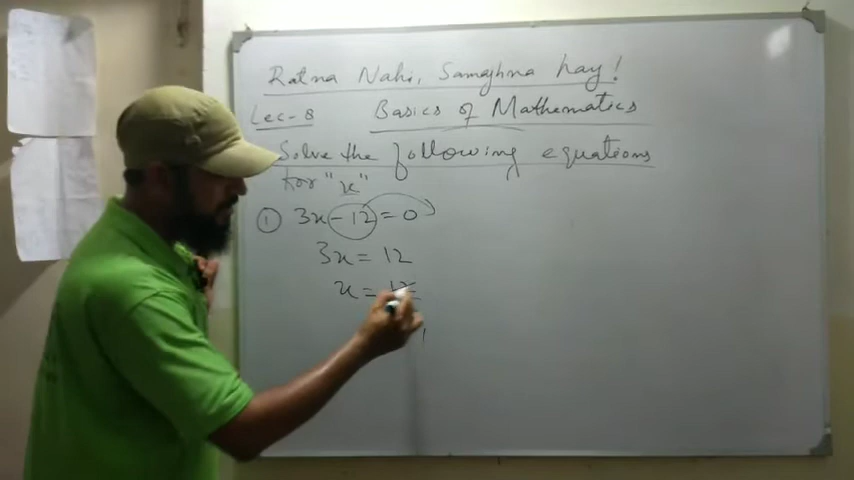 Ratna Nahi, Samajhna hay!
Lec-8 Basics of Mathematics
Solve the following equations
for "x"
① 3x - 12 = 0
3x = 12
x = 12